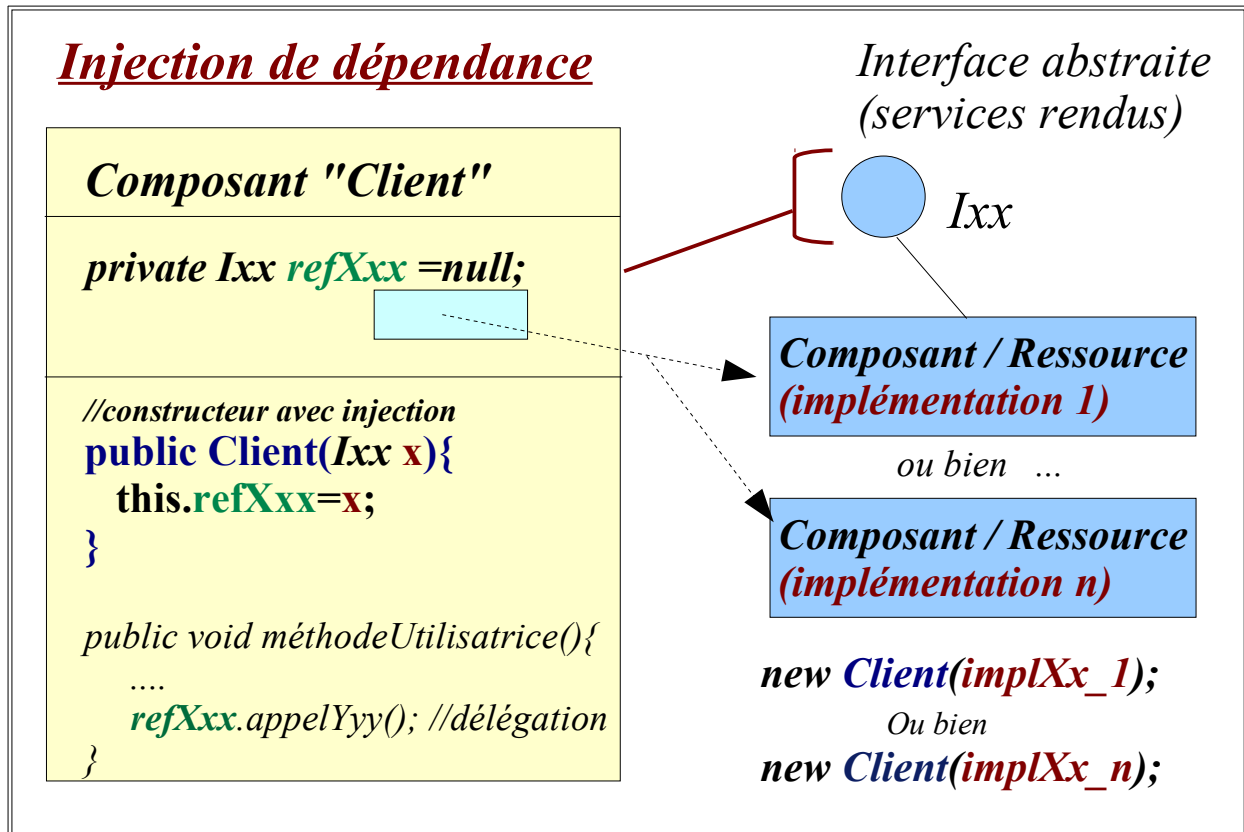 Injection de dépendance
Composant "Client"
private Ixx refXxx =null;
//constructeur avec injection
public Client(Ixx x){
this.refXxx=x;
}
public void méthodeUtilisatrice(){
....
refXxx.appelYyy(); //délégation
}
Interface abstraite
(services rendus)
Ixx
Composant / Ressource
(implémentation 1)
ou bien ...
Composant / Ressource
(implémentation n)
new Client(implXx_1);
Ou bien
new Client(implXx_n);